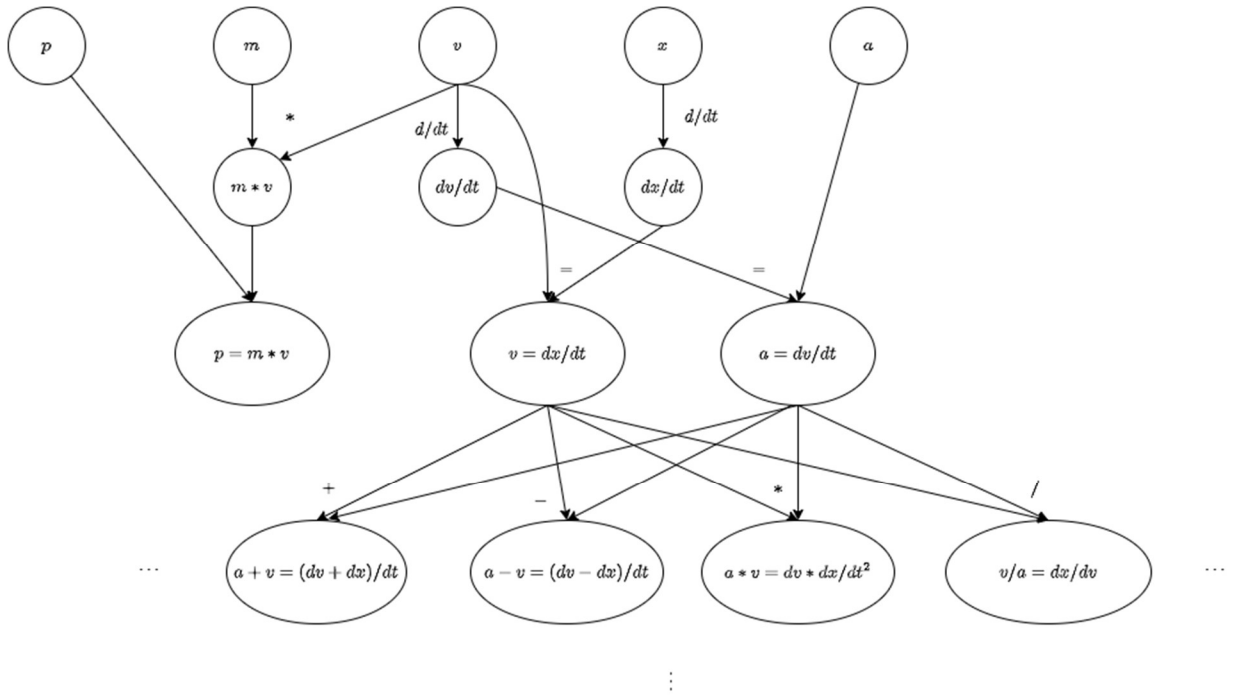 p
m
v
x
a
*
d/dt
d/dt
m * v
dv/dt
dx/dt
=
=
p = m * v
v = dx/dt
a = dv/dt
+
−
*
/
...
a + v = (dv + dx)/dt
a − v = (dv − dx)/dt
a * v = dv * dx/dt²
v/a = dx/dv
...
⋮